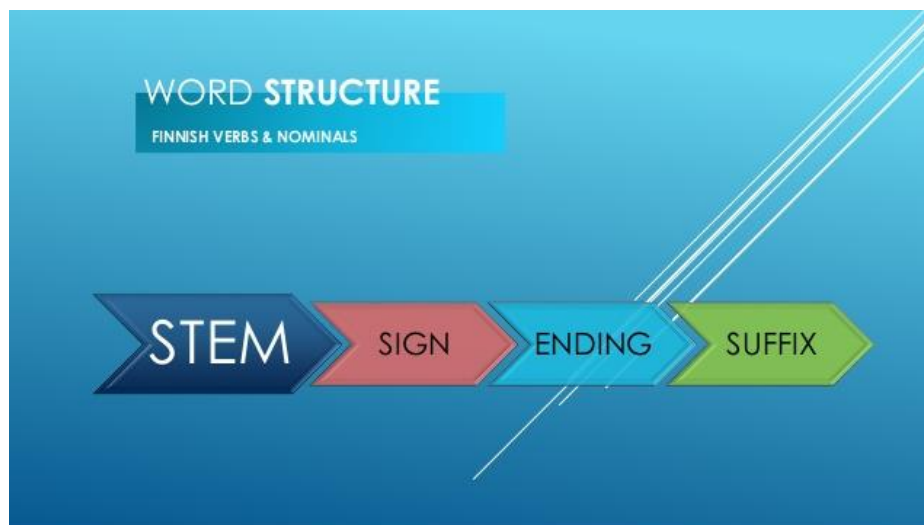 WORD STRUCTURE
FINNISH VERBS & NOMINALS
STEM SIGN ENDING SUFFIX